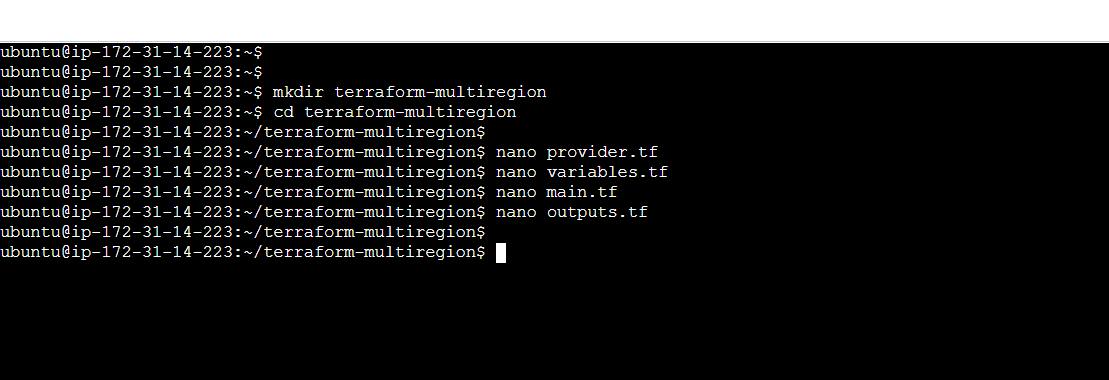 ubuntu@ip-172-31-14-223:~$
ubuntu@ip-172-31-14-223:~$
ubuntu@ip-172-31-14-223:~$ mkdir terraform-multiregion
ubuntu@ip-172-31-14-223:~$ cd terraform-multiregion
ubuntu@ip-172-31-14-223:~/terraform-multiregion$
ubuntu@ip-172-31-14-223:~/terraform-multiregion$ nano provider.tf
ubuntu@ip-172-31-14-223:~/terraform-multiregion$ nano variables.tf
ubuntu@ip-172-31-14-223:~/terraform-multiregion$ nano main.tf
ubuntu@ip-172-31-14-223:~/terraform-multiregion$ nano outputs.tf
ubuntu@ip-172-31-14-223:~/terraform-multiregion$
ubuntu@ip-172-31-14-223:~/terraform-multiregion$